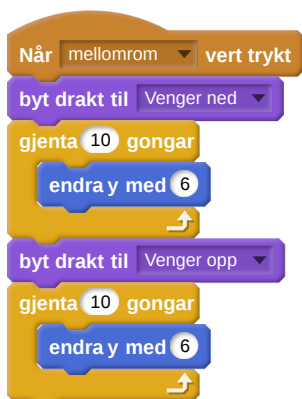 Når mellomrom vert trykt
byt drakt til Venger ned
gjenta 10 gongar
endra y med 6
byt drakt til Venger opp
gjenta 10 gongar
endra y med 6